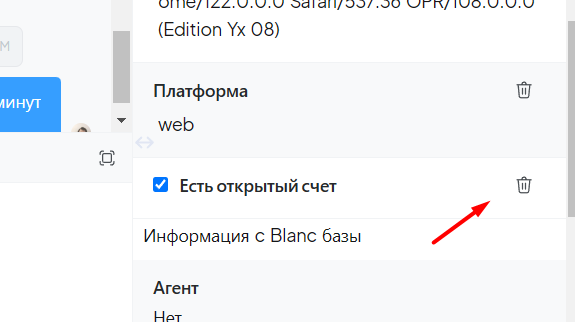 ome/122.0.0.0 Safari/537.36 OPR/108.0.0.0
(Edition Yx 08)
м
минут
Платформа
web
Есть открытый счет
Информация с Blanc базы
Агент
Нет